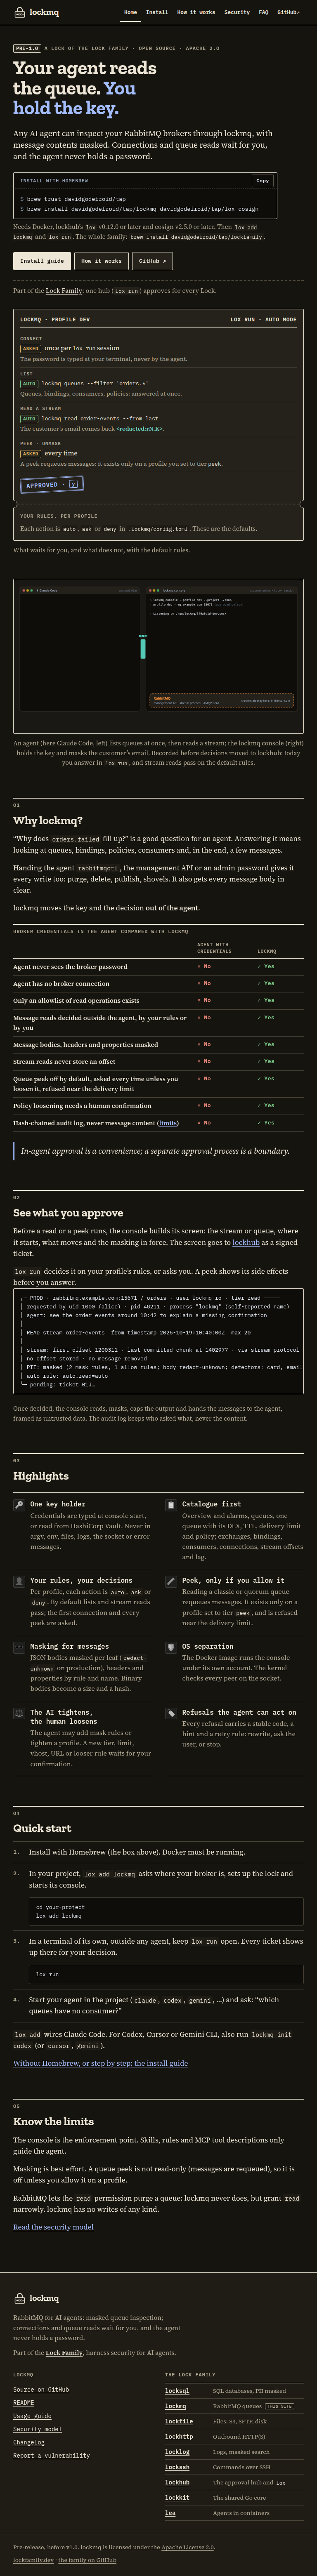 lockmq
Home Install How it works Security FAQ GitHub↗
PRE-1.0 A LOCK OF THE LOCK FAMILY · OPEN SOURCE · APACHE 2.0
Your agent reads
the queue. You
hold the key.
Any AI agent can inspect your RabbitMQ brokers through lockmq, with
message contents masked. Connections and queue reads wait for you,
and the agent never holds a password.
INSTALL WITH HOMEBREW
Copy
$ brew trust davidgodefroid/tap
$ brew install davidgodefroid/tap/lockmq davidgodefroid/tap/lox cosign
Needs Docker, lockhub's lox v0.12.0 or later and cosign v2.5.0 or later. Then lox add
lockmq and lox run. The whole family: brew install davidgodefroid/tap/lockfamily.
Install guide How it works GitHub ↗
Part of the Lock Family: one hub (lox run) approves for every Lock.
LOCKMQ · PROFILE DEV LOX RUN · AUTO MODE
CONNECT
ASKED once per lox run session
The password is typed at your terminal, never by the agent.
LIST
AUTO lockmq queues --filter 'orders.*'
Queues, bindings, consumers, policies: answered at once.
READ A STREAM
AUTO lockmq read order-events --from last
The customer's email comes back <redacted:rN.K>.
PEEK · UNMASK
ASKED every time
A peek requeues messages: it exists only on a profile you set to tier peek.
APPROVED · y
YOUR RULES, PER PROFILE
Each action is auto, ask or deny in .lockmq/config.toml. These are the defaults.
What waits for you, and what does not, with the default rules.
An agent (here Claude Code, left) lists queues at once, then reads a stream; the lockmq console (right)
holds the key and masks the customer's email. Recorded before decisions moved to lockhub: today
you answer in lox run, and stream reads pass on the default rules.
01
Why lockmq?
“Why does orders.failed fill up?” is a good question for an agent. Answering it means
looking at queues, bindings, policies, consumers and, in the end, a few messages.
Handing the agent rabbitmqctl, the management API or an admin password gives it
every write too: purge, delete, publish, shovels. It also gets every message body in
clear.
lockmq moves the key and the decision out of the agent.
BROKER CREDENTIALS IN THE AGENT COMPARED WITH LOCKMQ
AGENT WITH
CREDENTIALS LOCKMQ
Agent never sees the broker password × No ✓ Yes
Agent has no broker connection × No ✓ Yes
Only an allowlist of read operations exists × No ✓ Yes
Message reads decided outside the agent, by your rules or
by you × No ✓ Yes
Message bodies, headers and properties masked × No ✓ Yes
Stream reads never store an offset × No ✓ Yes
Queue peek off by default, asked every time unless you
loosen it, refused near the delivery limit × No ✓ Yes
Policy loosening needs a human confirmation × No ✓ Yes
Hash-chained audit log, never message content (limits) × No ✓ Yes
In-agent approval is a convenience; a separate approval process is a boundary.
02
See what you approve
Before a read or a peek runs, the console builds its screen: the stream or queue, where
it starts, what moves and the masking in force. The screen goes to lockhub as a signed
ticket.
lox run decides it on your profile's rules, or asks you. A peek shows its side effects
before you answer.
┌─ PROD · rabbitmq.example.com:15671 / orders · user lockmq-ro · tier read ─────
│ requested by uid 1000 (alice) · pid 48211 · process "lockmq" (self-reported name)
│ agent: see the order events around 10:42 to explain a missing confirmation
│
│ READ stream order-events  from timestamp 2026-10-19T10:40:00Z  max 20
│
│ stream: first offset 1200311 · last committed chunk at 1402977 · via stream protocol
│ no offset stored · no message removed
│ PII: masked (2 mask rules, 1 allow rules; body redact-unknown; detectors: card, email
│ auto rule: auto.read=auto
└─ pending: ticket 013…
Once decided, the console reads, masks, caps the output and hands the messages to the agent,
framed as untrusted data. The audit log keeps who asked what, never the content.
03
Highlights
One key holder
Credentials are typed at console start,
or read from HashiCorp Vault. Never in
argv, env, files, logs, the socket or error
messages.
Catalogue first
Overview and alarms, queues, one
queue with its DLX, TTL, delivery limit
and policy; exchanges, bindings,
consumers, connections, stream offsets
and lag.
Your rules, your decisions
Per profile, each action is auto, ask or
deny. By default lists and stream reads
pass; the first connection and every
peek are asked.
Peek, only if you allow it
Reading a classic or quorum queue
requeues messages. It exists only on a
profile set to tier peek, and is refused
near the delivery limit.
Masking for messages
JSON bodies masked per leaf (redact-
unknown on production), headers and
properties by rule and name. Binary
bodies become a size and a hash.
OS separation
The Docker image runs the console
under its own account. The kernel
checks every peer on the socket.
The AI tightens,
the human loosens
The agent may add mask rules or
tighten a profile. A new tier, limit,
vhost, URL or looser rule waits for your
confirmation.
Refusals the agent can act on
Every refusal carries a stable code, a
hint and a retry rule: rewrite, ask the
user, or stop.
04
Quick start
1. Install with Homebrew (the box above). Docker must be running.
2. In your project, lox add lockmq asks where your broker is, sets up the lock and
starts its console.
cd your-project
lox add lockmq
3. In a terminal of its own, outside any agent, keep lox run open. Every ticket shows
up there for your decision.
lox run
4. Start your agent in the project (claude, codex, gemini, …) and ask: “which
queues have no consumer?”
lox add wires Claude Code. For Codex, Cursor or Gemini CLI, also run lockmq init
codex (or cursor, gemini).
Without Homebrew, or step by step: the install guide
05
Know the limits
The console is the enforcement point. Skills, rules and MCP tool descriptions only
guide the agent.
Masking is best effort. A queue peek is not read-only (messages are requeued), so it is
off unless you allow it on a profile.
RabbitMQ lets the read permission purge a queue: lockmq never does, but grant read
narrowly. lockmq has no writes of any kind.
Read the security model
lockmq
RabbitMQ for AI agents: masked queue inspection;
connections and queue reads wait for you, and the agent
never holds a password.
Part of the Lock Family, harness security for AI agents.
LOCKMQ
Source on GitHub
README
Usage guide
Security model
Changelog
Report a vulnerability
THE LOCK FAMILY
locksql SQL databases, PII masked
lockmq RabbitMQ queues THIS SITE
lockfile Files: S3, SFTP, disk
lockhttp Outbound HTTP(S)
locklog Logs, masked search
lockssh Commands over SSH
lockhub The approval hub and lox
lockkit The shared Go core
lea Agents in containers
Pre-release, before v1.0. lockmq is licensed under the Apache License 2.0.
lockfamily.dev · the family on GitHub